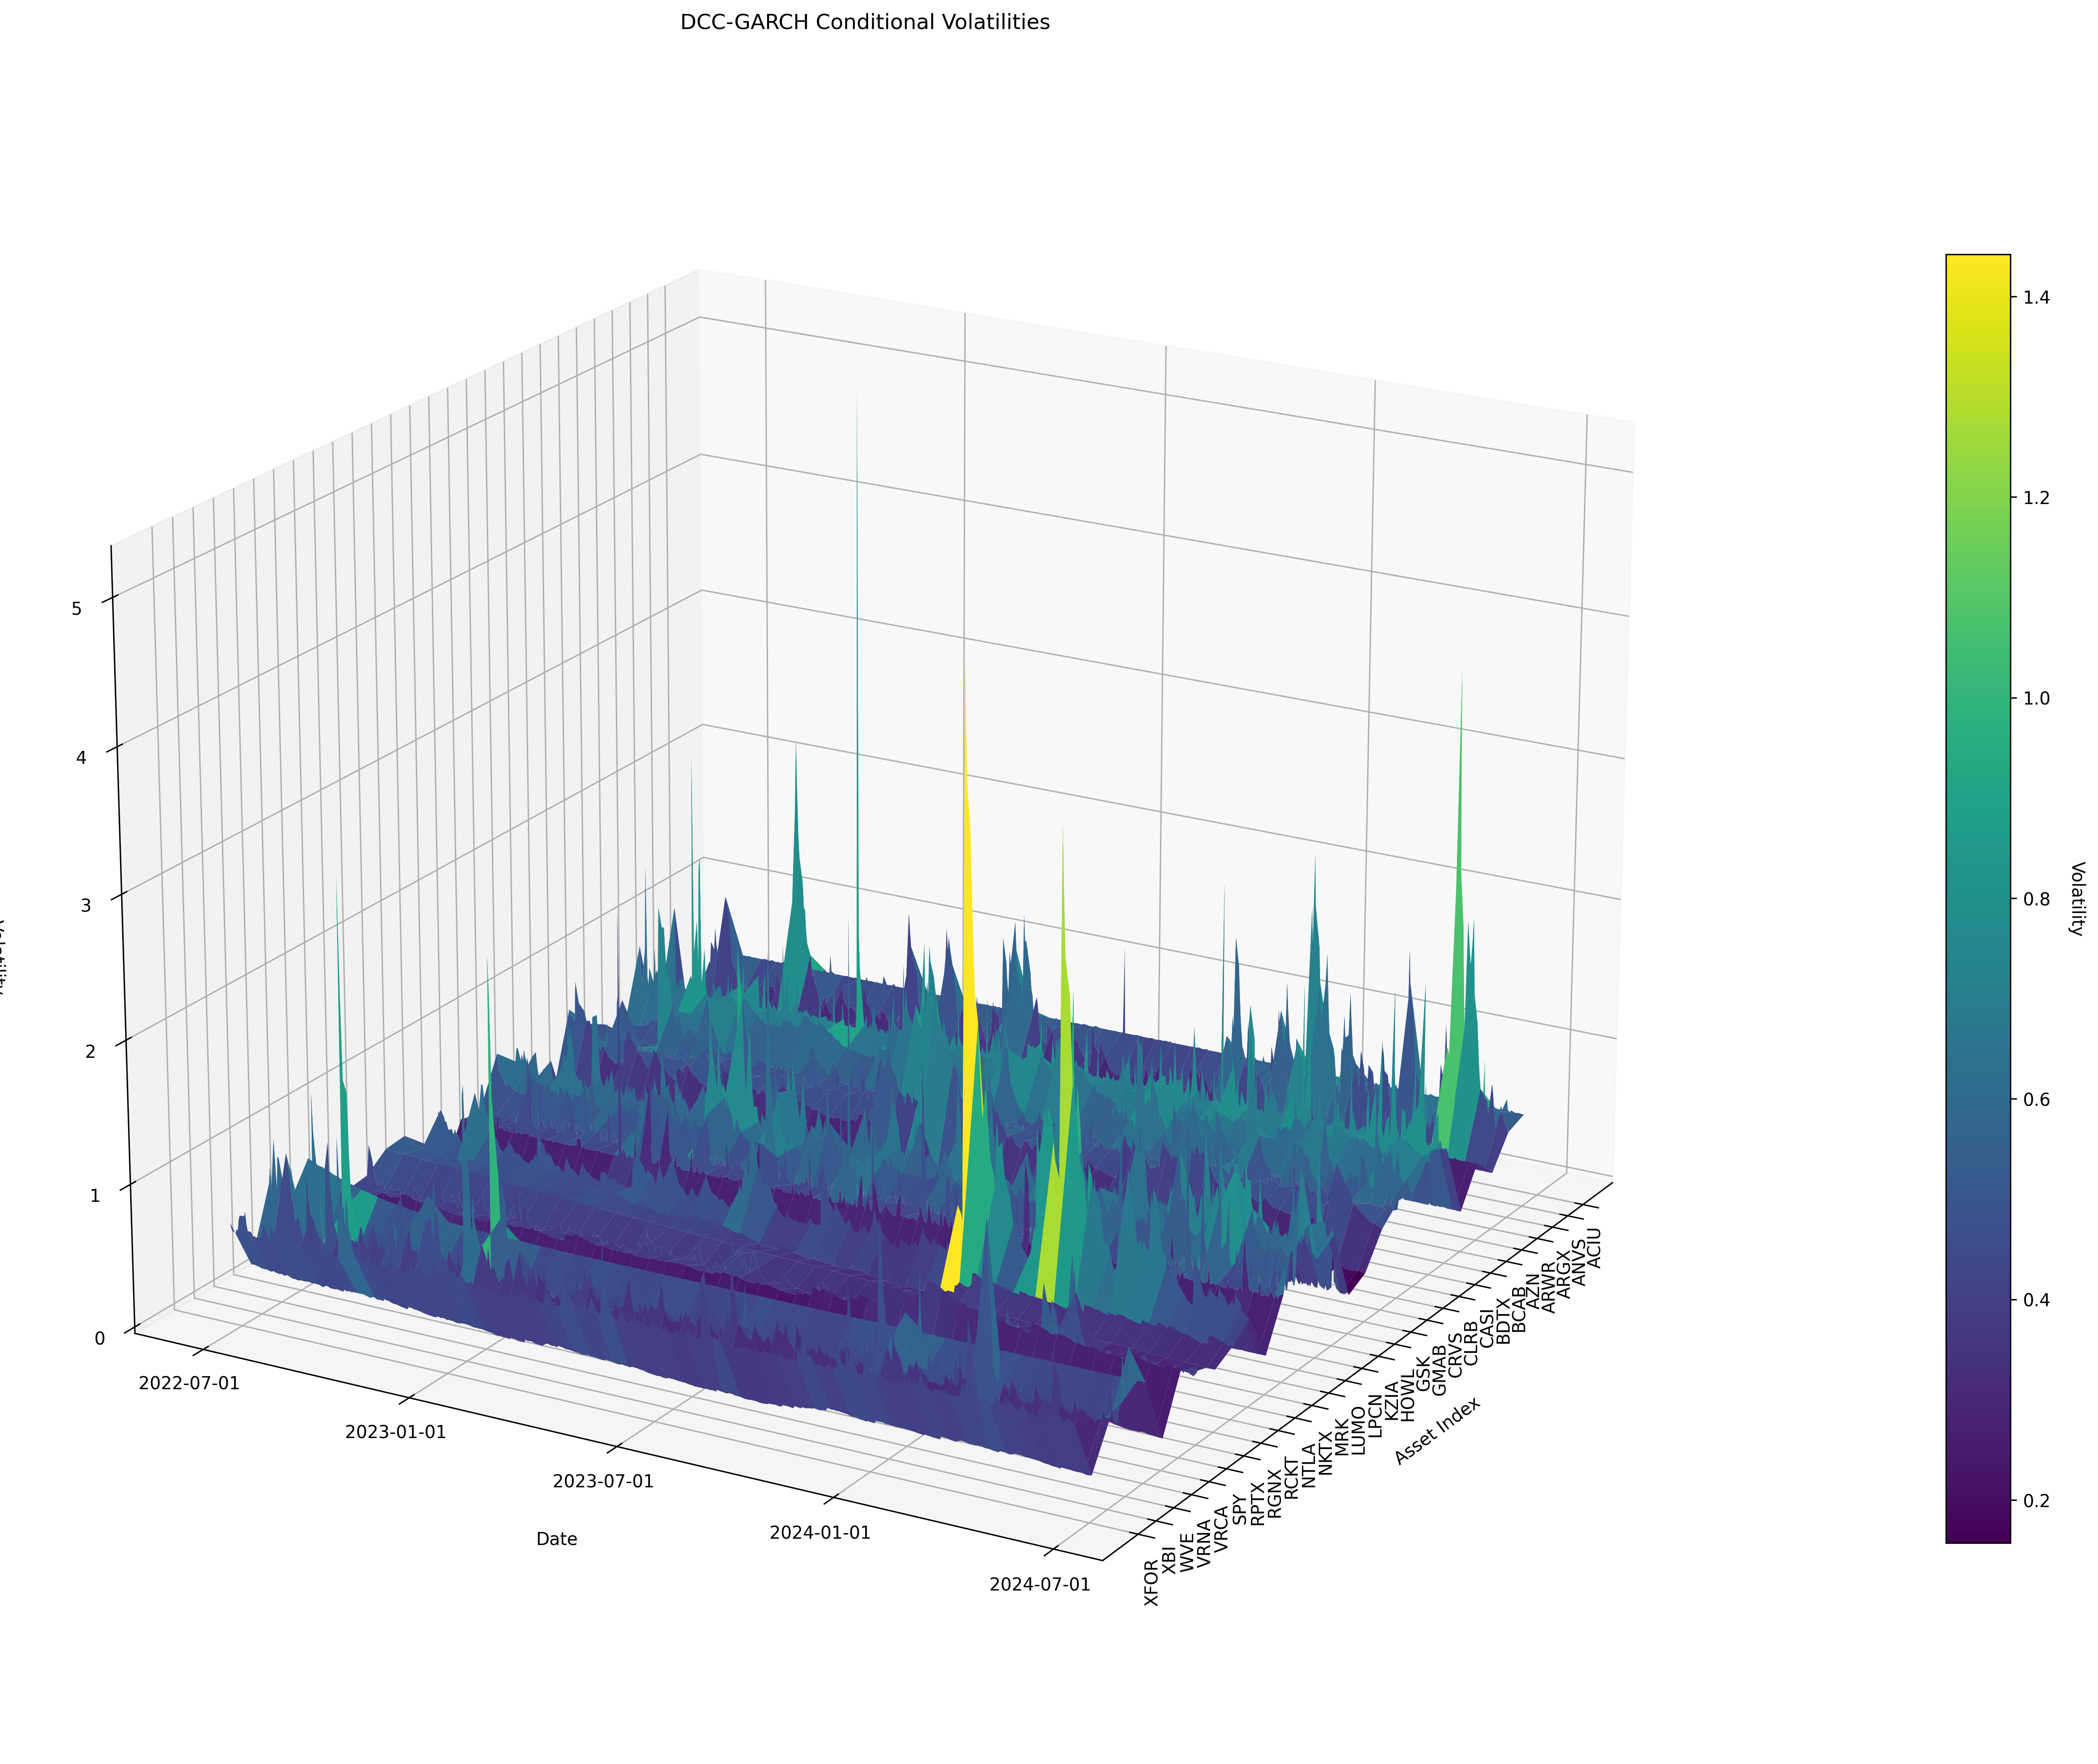 DCC-GARCH Conditional Volatilities
5
4
3
2
1
0
2022-07-01
2023-01-01
2023-07-01
2024-01-01
2024-07-01
Date
XFOR
XBI
WVE
VRNA
VRCA
SPY
RPTX
RGNX
RCKT
NTLA
NKTX
MRK
LUMO
LPCN
KZIA
HOWL
GSK
GMAB
CRVS
CLRB
CASI
BDTX
BCAB
AZN
ARWR
ARGX
ANVS
ACIU
Asset Index
1.4
1.2
1.0
0.8
0.6
0.4
0.2
Volatility